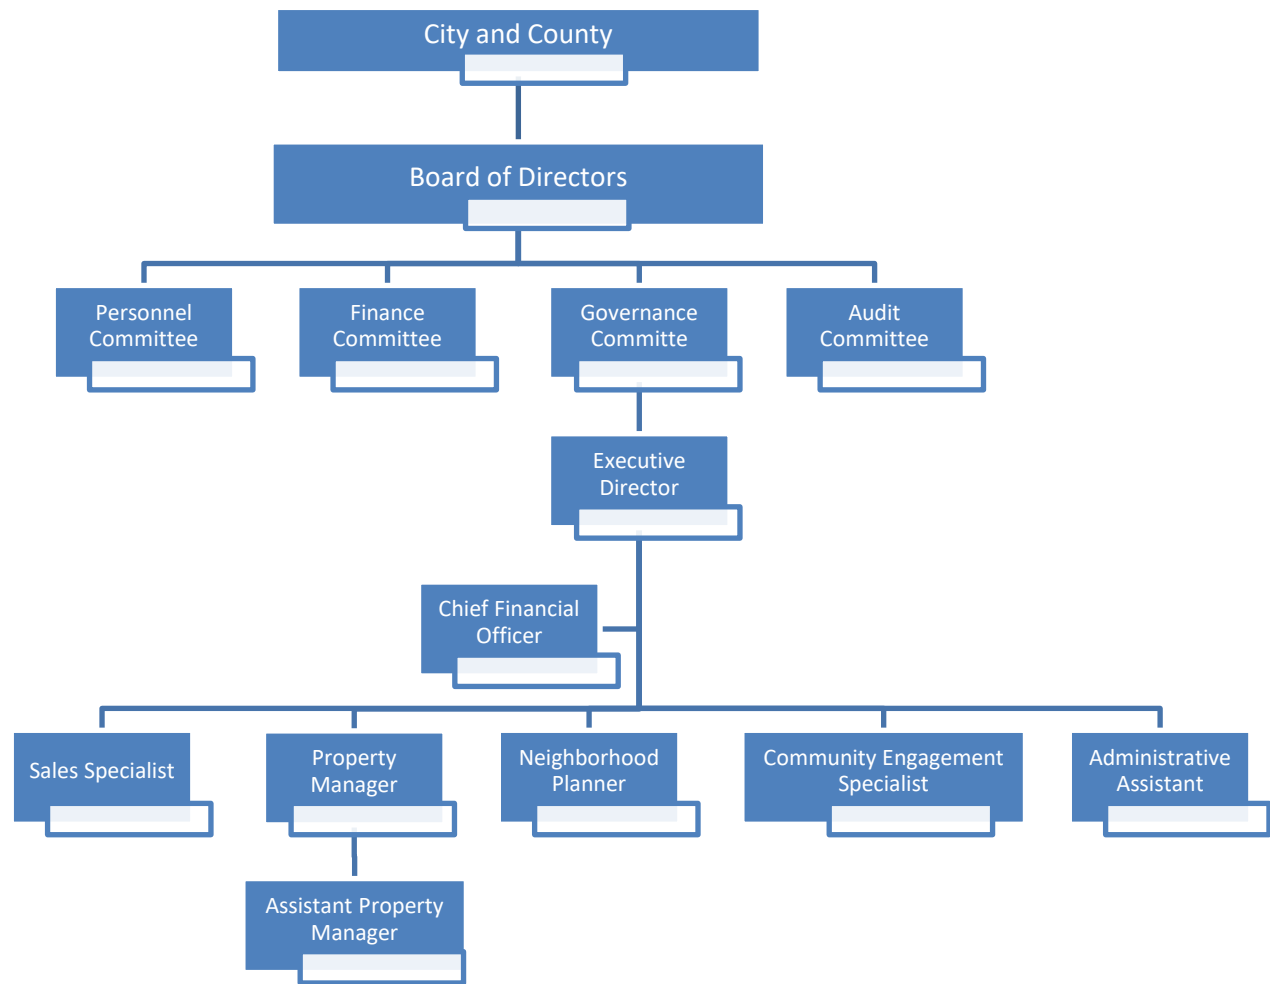 City and County
Board of Directors
Personnel
Committee
Finance
Committee
Governance
Committe
Audit
Committee
Executive
Director
Chief Financial
Officer
Sales Specialist
Property
Manager
Neighborhood
Planner
Community Engagement
Specialist
Administrative
Assistant
Assistant Property
Manager